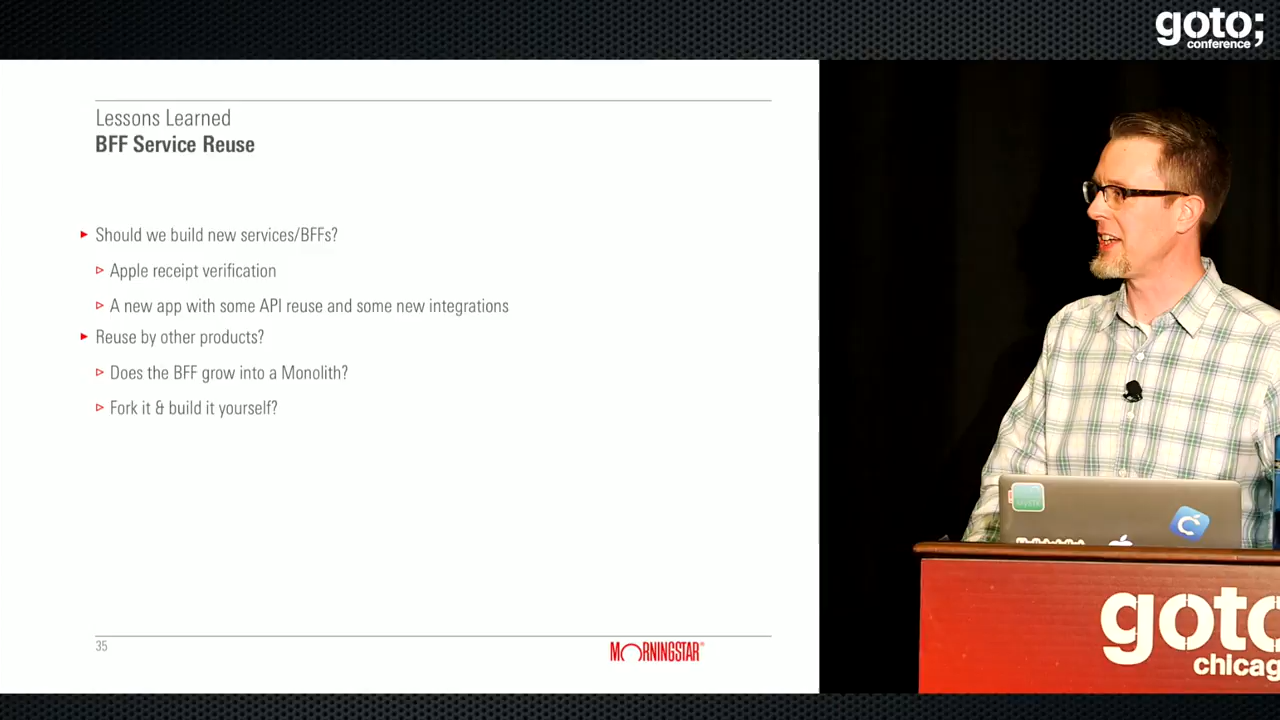 goto;
conference
Lessons Learned
BFF Service Reuse
Should we build new services/BFFs?
Apple receipt verification
A new app with some API reuse and some new integrations
Reuse by other products?
Does the BFF grow into a Monolith?
Fork it & build it yourself?
35
MORNINGSTAR®
goto
chicag